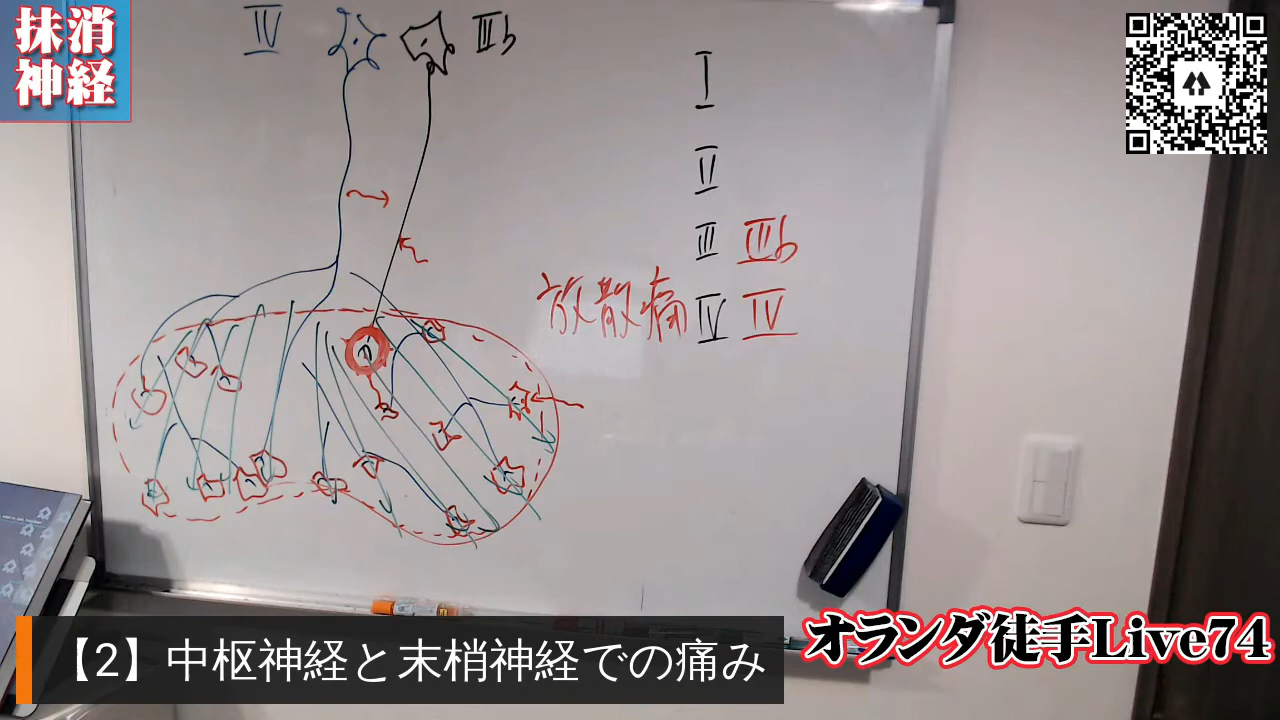 抹消
神経
Ⅳ Ⅲb
Ⅰ
Ⅱ
Ⅲ Ⅲb
放散痛 Ⅳ Ⅳ
【2】中枢神経と末梢神経での痛み
オランダ徒手Live74